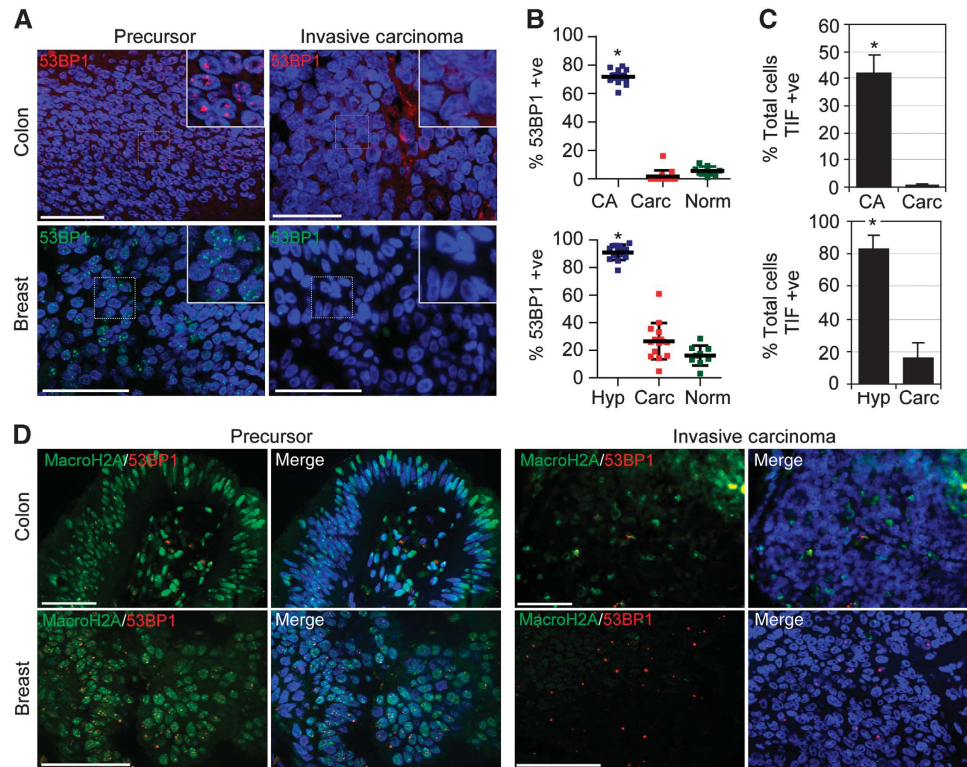 A
Precursor
Invasive carcinoma
Colon
53BP1
53BP1
Breast
53BP1
53BP1
B
% 53BP1 +ve
100
80
60
40
20
0
*
CA Carc Norm
% 53BP1 +ve
100
80
60
40
20
0
*
Hyp Carc Norm
C
% Total cells
TIF +ve
60
50
40
30
20
10
0
*
CA Carc
% Total cells
TIF +ve
100
80
60
40
20
0
*
Hyp Carc
D
Precursor
Invasive carcinoma
Colon
MacroH2A/53BP1
Merge
MacroH2A/53BP1
Merge
Breast
MacroH2A/53BP1
Merge
MacroH2A/53BP1
Merge